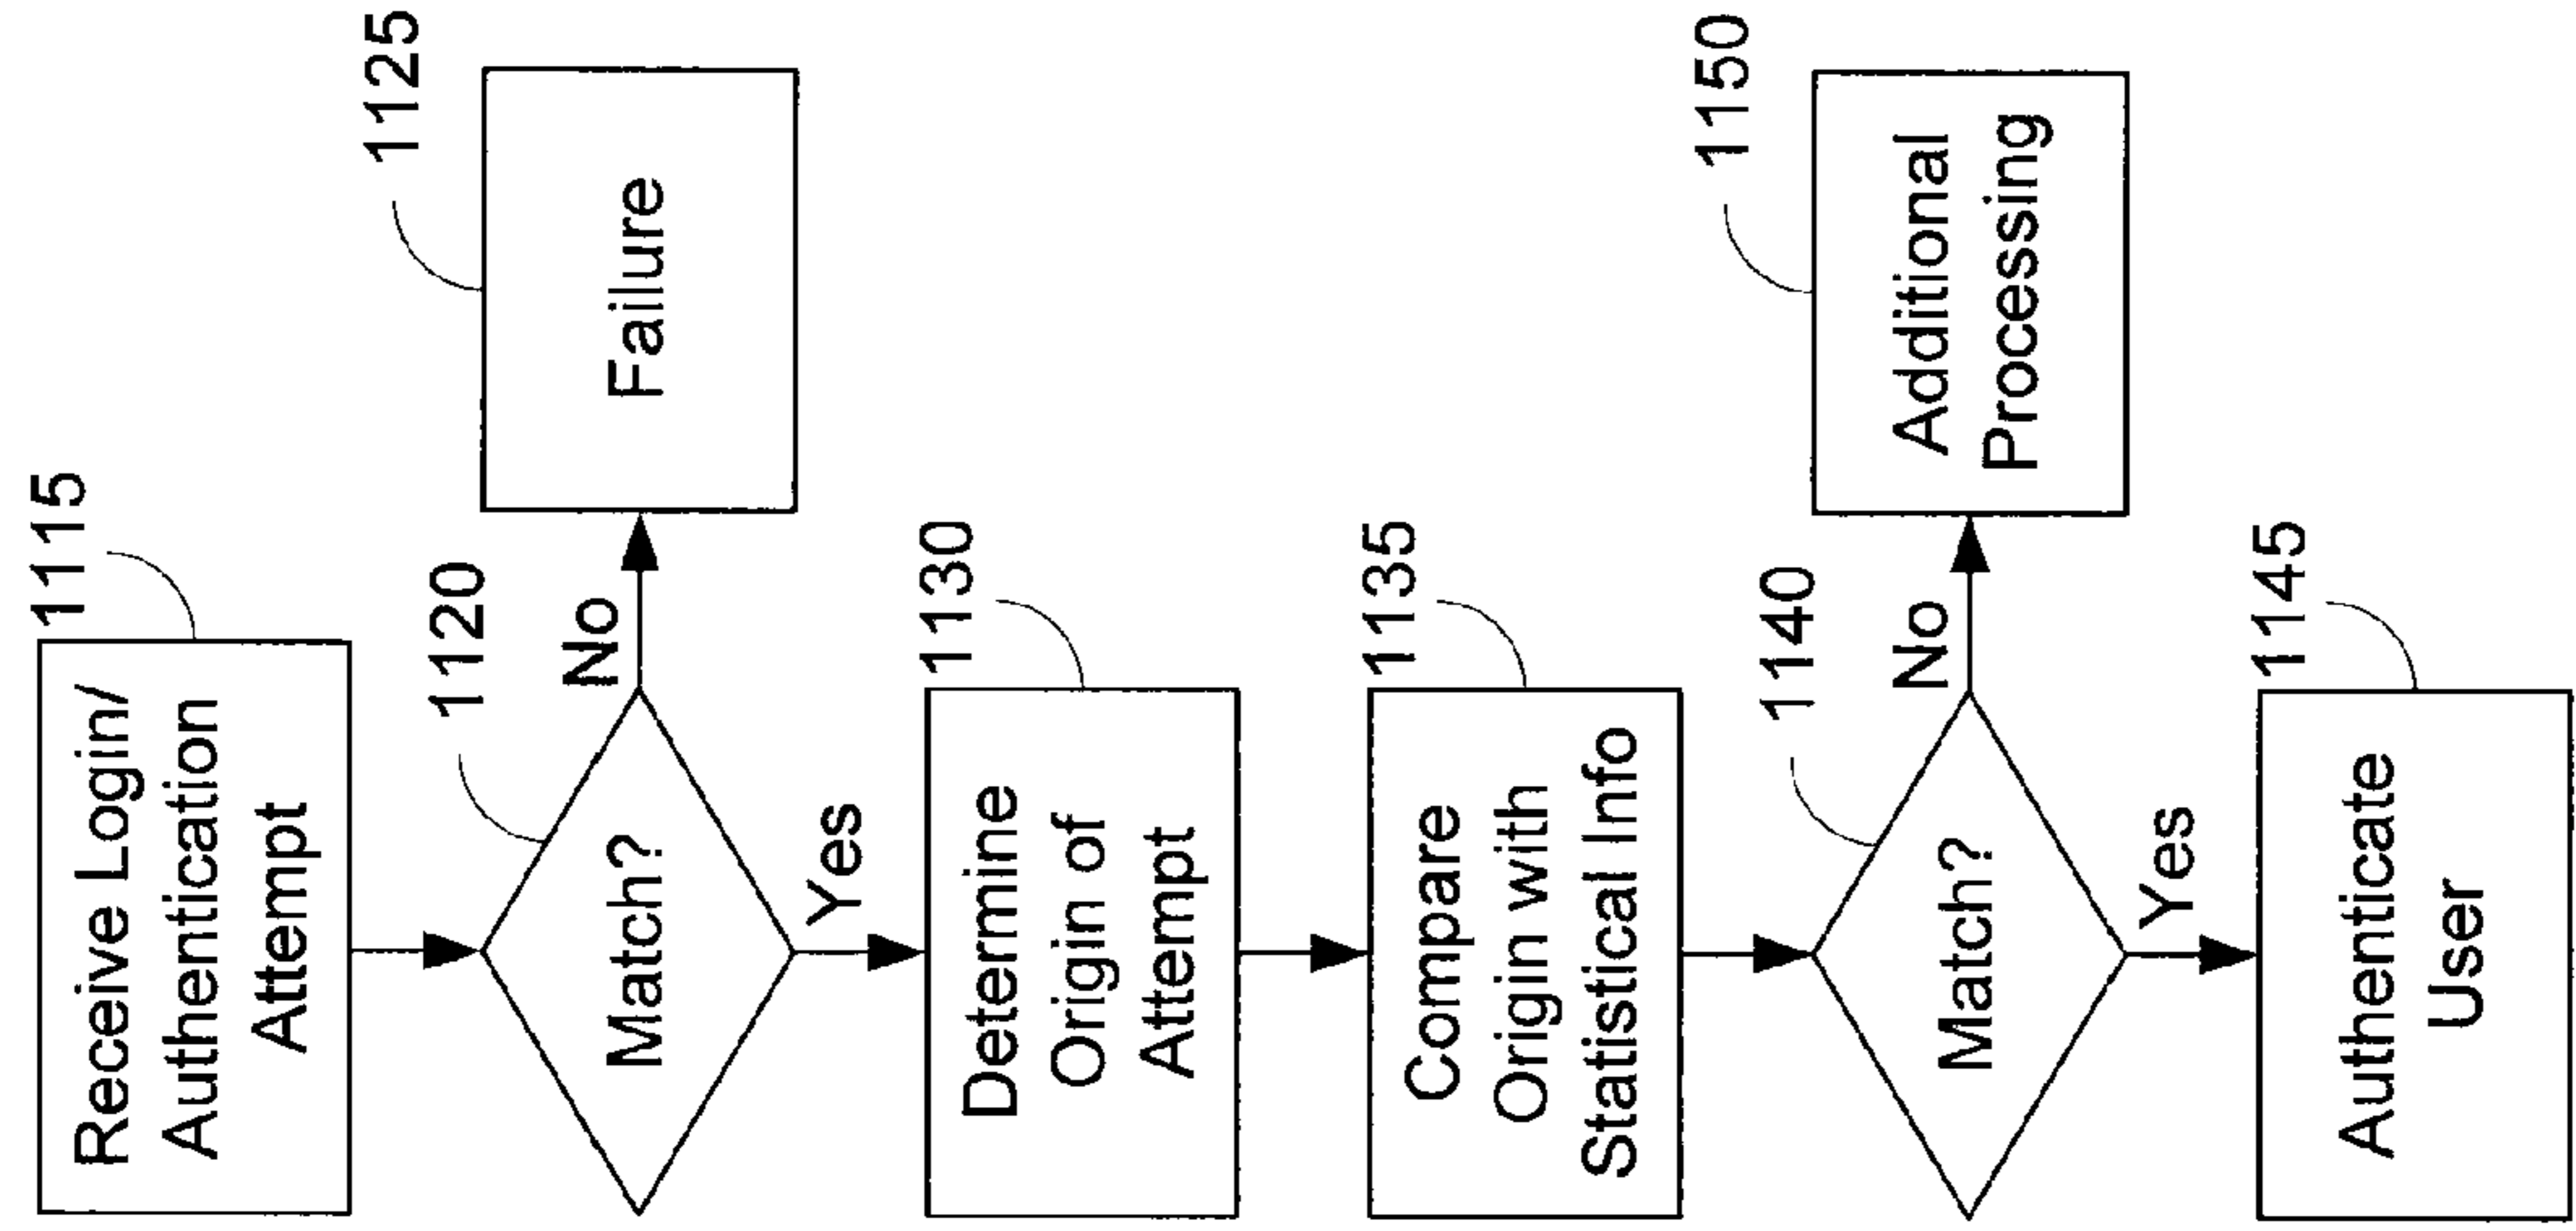 1115
Receive Login/
Authentication
Attempt
1120
Match?
No
1125
Failure
Yes
1130
Determine
Origin of
Attempt
1135
Compare
Origin with
Statistical Info
1140
Match?
No
1150
Additional
Processing
Yes
1145
Authenticate
User